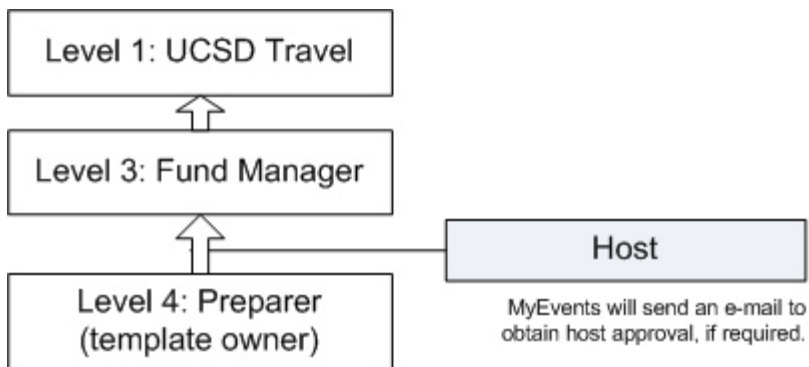 Level 1: UCSD Travel
Level 3: Fund Manager
Host
Level 4: Preparer
(template owner)
MyEvents will send an e-mail to
obtain host approval, if required.